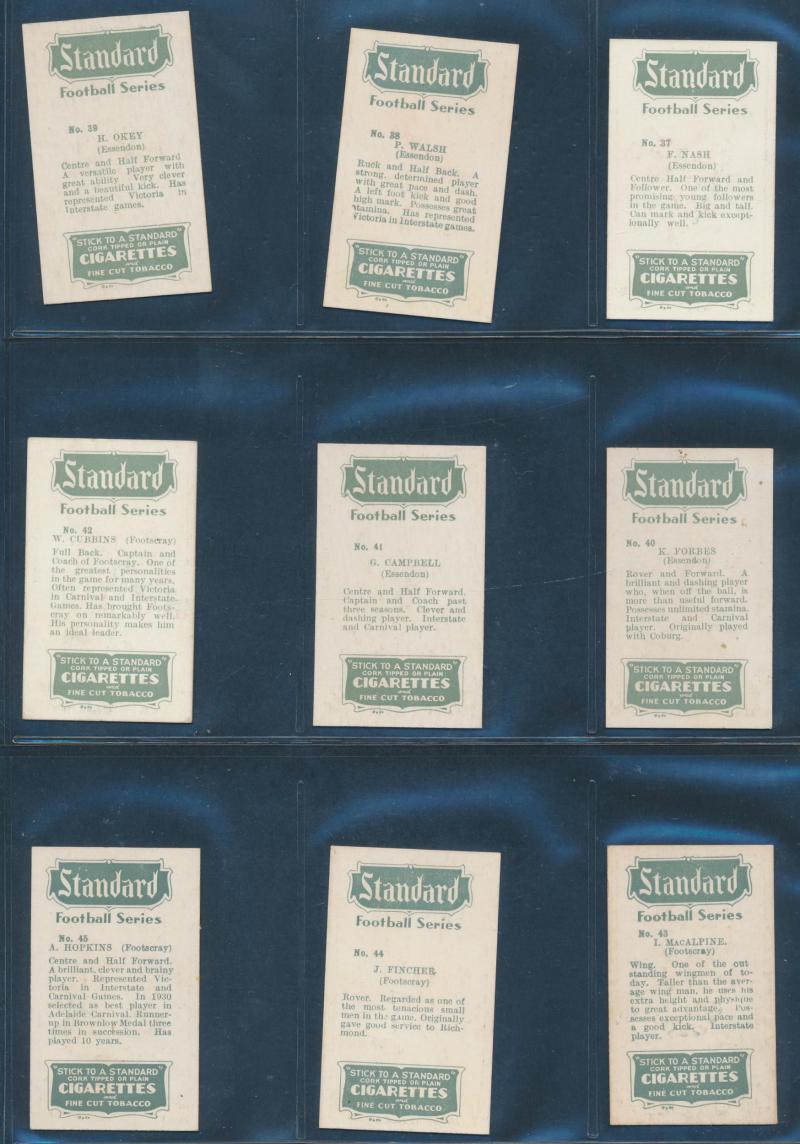 Standard
Football Series
No. 39
H. OKEY
(Essendon)
Centre and Half Forward
A versatile player with
great ability Very clever
and a beautiful kick. Has
represented Victoria in
Interstate games.
"STICK TO A STANDARD"
CORK TIPPED OR PLAIN
CIGARETTES
and
FINE CUT TOBACCO
Standard
Football Series
No. 38
P. WALSH
(Essendon)
Ruck and Half Back. A
strong, determined player
with great pace and dash.
A left foot kick and good
high mark. Possesses great
stamina. Has represented
Victoria in Interstate games.
"STICK TO A STANDARD"
CORK TIPPED OR PLAIN
CIGARETTES
and
FINE CUT TOBACCO
Standard
Football Series
No. 37
F. NASH
(Essendon)
Centre Half Forward and
Follower. One of the most
promising young followers
in the game. Big and tall.
Can mark and kick except-
ionally well.
"STICK TO A STANDARD"
CORK TIPPED OR PLAIN
CIGARETTES
and
FINE CUT TOBACCO
Standard
Football Series
No. 42
W. CUBBINS (Footscray)
Full Back. Captain and
Coach of Footscray. One of
the greatest personalities
in the game for many years.
Often represented Victoria
in Carnival and Interstate
Games. Has brought Foots-
cray on remarkably well.
His personality makes him
an ideal leader.
"STICK TO A STANDARD"
CORK TIPPED OR PLAIN
CIGARETTES
and
FINE CUT TOBACCO
Standard
Football Series
No. 41
G. CAMPBELL
(Essendon)
Centre and Half Forward.
Captain and Coach past
three seasons. Clever and
dashing player. Interstate
and Carnival player.
"STICK TO A STANDARD"
CORK TIPPED OR PLAIN
CIGARETTES
and
FINE CUT TOBACCO
Standard
Football Series
No. 40
K. FORBES
(Essendon)
Rover and Forward. A
brilliant and dashing player
who, when off the ball, is
more than useful forward.
Possesses unlimited stamina.
Interstate and Carnival
player. Originally played
with Coburg.
"STICK TO A STANDARD"
CORK TIPPED OR PLAIN
CIGARETTES
and
FINE CUT TOBACCO
Standard
Football Series
No. 45
A. HOPKINS (Footscray)
Centre and Half Forward.
A brilliant, clever and brainy
player. Represented Vic-
toria in Interstate and
Carnival Games. In 1930
selected as best player in
Adelaide Carnival. Runner-
up in Brownlow Medal three
times in succession. Has
played 10 years.
"STICK TO A STANDARD"
CORK TIPPED OR PLAIN
CIGARETTES
and
FINE CUT TOBACCO
Standard
Football Series
No. 44
J. FINCHER
(Footscray)
Rover. Regarded as one of
the most tenacious small
men in the game. Originally
gave good service to Rich-
mond.
"STICK TO A STANDARD"
CORK TIPPED OR PLAIN
CIGARETTES
and
FINE CUT TOBACCO
Standard
Football Series
No. 43
I. MACALPINE.
(Footscray)
Wing. One of the out
standing wingmen of to-
day. Taller than the aver-
age wing man, he uses his
extra height and physique
to great advantage. Pos-
sesses exceptional pace and
a good kick. Interstate
player.
"STICK TO A STANDARD"
CORK TIPPED OR PLAIN
CIGARETTES
and
FINE CUT TOBACCO